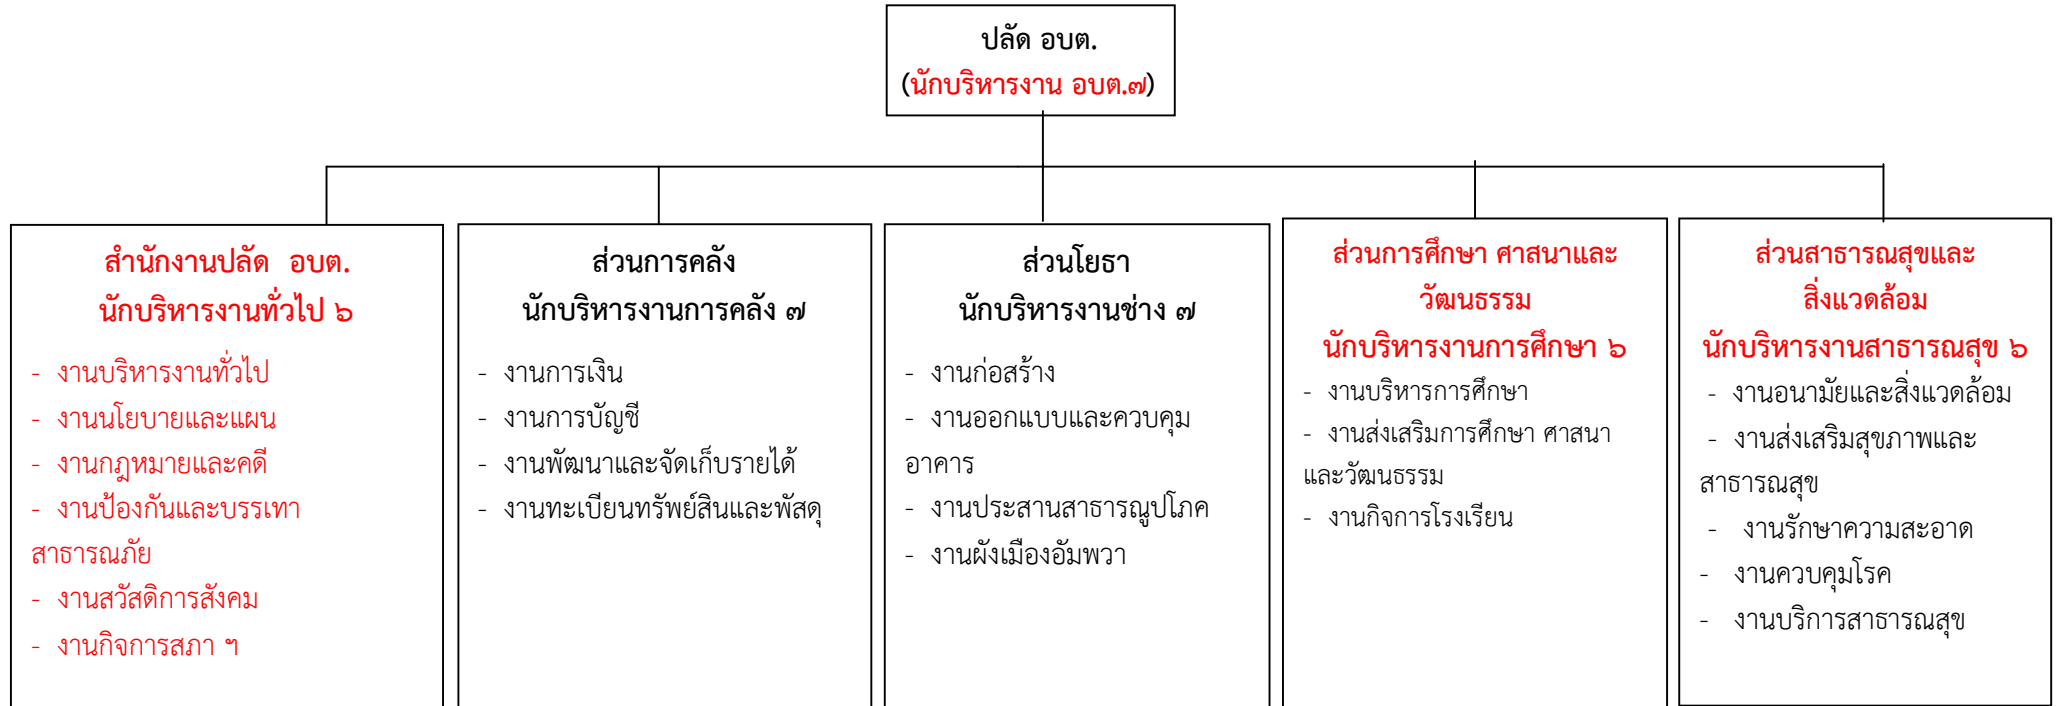 ปลัด อบต.
(นักบริหารงาน อบต.๗)
สำนักงานปลัด  อบต.
นักบริหารงานทั่วไป ๖
- งานบริหารงานทั่วไป
- งานนโยบายและแผน
- งานกฎหมายและคดี
- งานป้องกันและบรรเทา
สาธารณภัย
- งานสวัสดิการสังคม
- งานกิจการสภา ฯ
ส่วนการคลัง
นักบริหารงานการคลัง ๗
- งานการเงิน
- งานการบัญชี
- งานพัฒนาและจัดเก็บรายได้
- งานทะเบียนทรัพย์สินและพัสดุ
ส่วนโยธา
นักบริหารงานช่าง ๗
- งานก่อสร้าง
- งานออกแบบและควบคุม
อาคาร
- งานประสานสาธารณูปโภค
- งานผังเมืองอัมพวา
ส่วนการศึกษา ศาสนาและ
วัฒนธรรม
นักบริหารงานการศึกษา ๖
- งานบริหารการศึกษา
- งานส่งเสริมการศึกษา ศาสนา
และวัฒนธรรม
- งานกิจการโรงเรียน
ส่วนสาธารณสุขและ
สิ่งแวดล้อม
นักบริหารงานสาธารณสุข ๖
- งานอนามัยและสิ่งแวดล้อม
- งานส่งเสริมสุขภาพและ
สาธารณสุข
- งานรักษาความสะอาด
- งานควบคุมโรค
- งานบริการสาธารณสุข